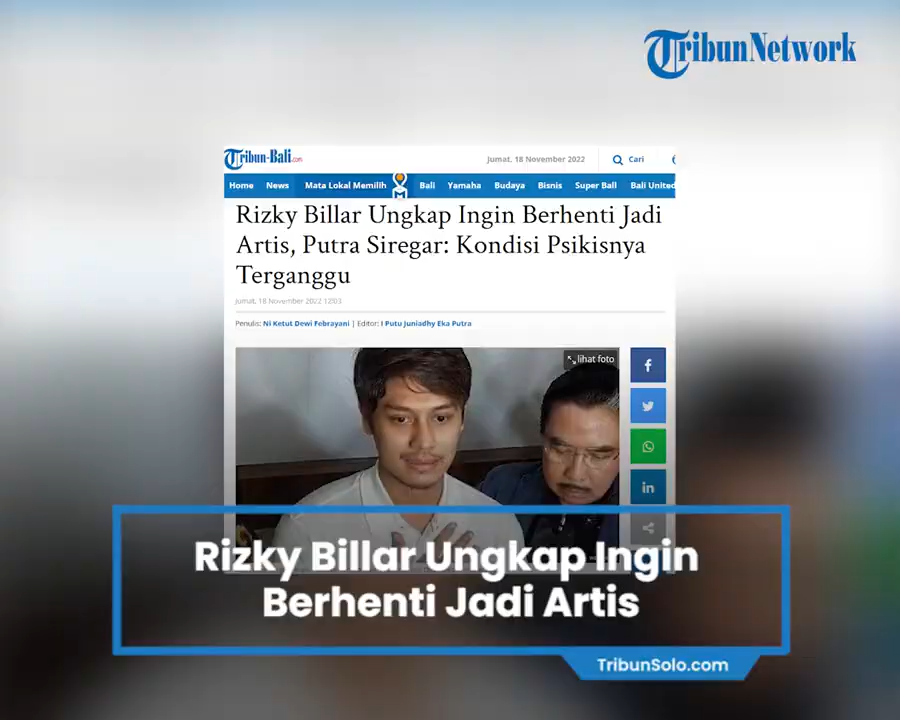 TribunNetwork
Tribun-Bali.com
Jumat, 18 November 2022
Cari
Home News Mata Lokal Memilih Bali Yamaha Budaya Bisnis Super Ball Bali United
Rizky Billar Ungkap Ingin Berhenti Jadi
Artis, Putra Siregar: Kondisi Psikisnya
Terganggu
Jumat, 18 November 2022 12:03
Penulis: Ni Ketut Dewi Febrayani | Editor: I Putu Juniadhy Eka Putra
lihat foto
Rizky Billar Ungkap Ingin
Berhenti Jadi Artis
TribunSolo.com